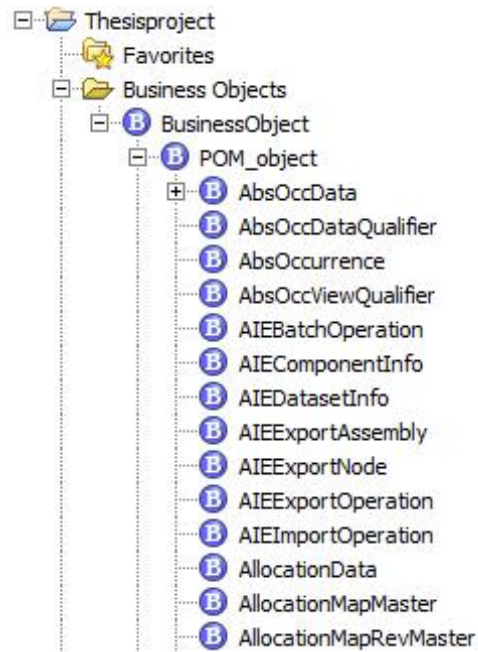 Thesisproject
Favorites
Business Objects
B BusinessObject
B POM_object
B AbsOccData
B AbsOccDataQualifier
B AbsOccurrence
B AbsOccViewQualifier
B AIEBatchOperation
B AIEComponentInfo
B AIEDatasetInfo
B AIEExportAssembly
B AIEExportNode
B AIEExportOperation
B AIEImportOperation
B AllocationData
B AllocationMapMaster
B AllocationMapRevMaster